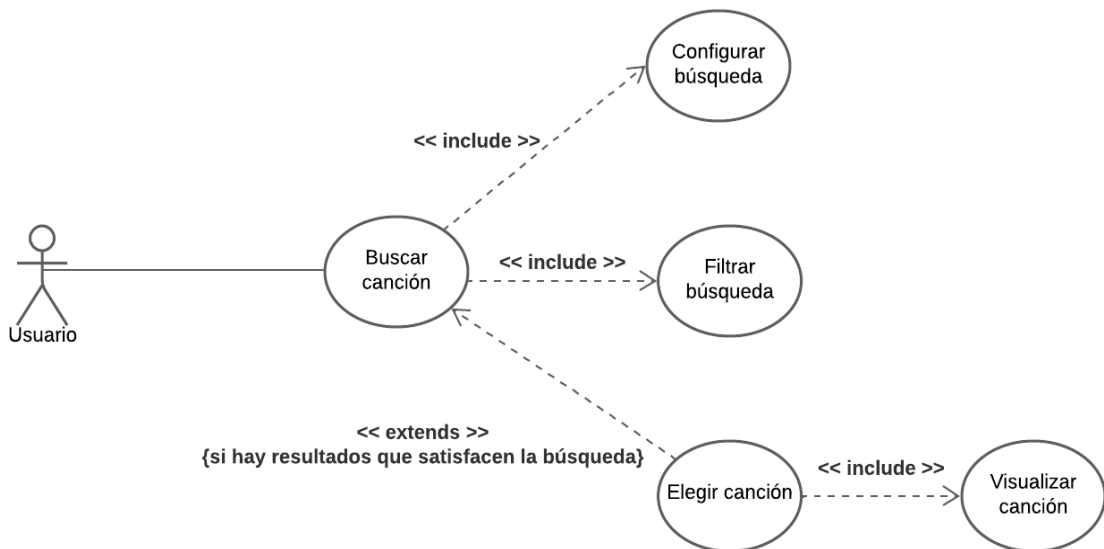 Configurar
búsqueda
<< include >>
Buscar
canción
<< include >>
Filtrar
búsqueda
Usuario
<< extends >>
{si hay resultados que satisfacen la búsqueda}
Elegir canción
<< include >>
Visualizar
canción